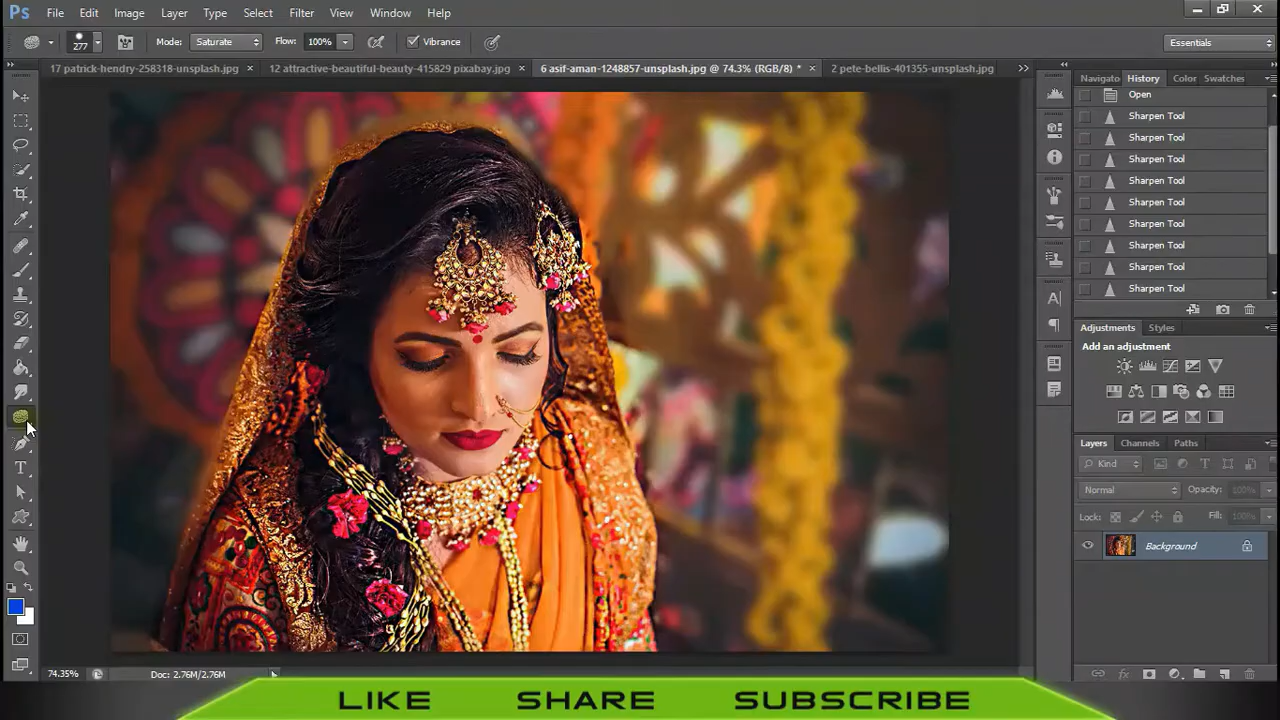 Ps File Edit Image Layer Type Select Filter View Window Help
277 Mode: Saturate Flow: 100% Vibrance Essentials
17 patrick-hendry-258318-unsplash.jpg × 12 attractive-beautiful-beauty-415829 pixabay.jpg × 6 asif-aman-1248857-unsplash.jpg @ 74.3% (RGB/8) * × 2 pete-bellis-401355-unsplash.jpg
Navigato History Color Swatches
Open
Sharpen Tool
Sharpen Tool
Sharpen Tool
Sharpen Tool
Sharpen Tool
Sharpen Tool
Sharpen Tool
Sharpen Tool
Sharpen Tool
Adjustments Styles
Add an adjustment
Layers Channels Paths
Kind
Normal Opacity: 100%
Lock: Fill: 100%
Background
74.35% Doc: 2.76M/2.76M
LIKE SHARE SUBSCRIBE